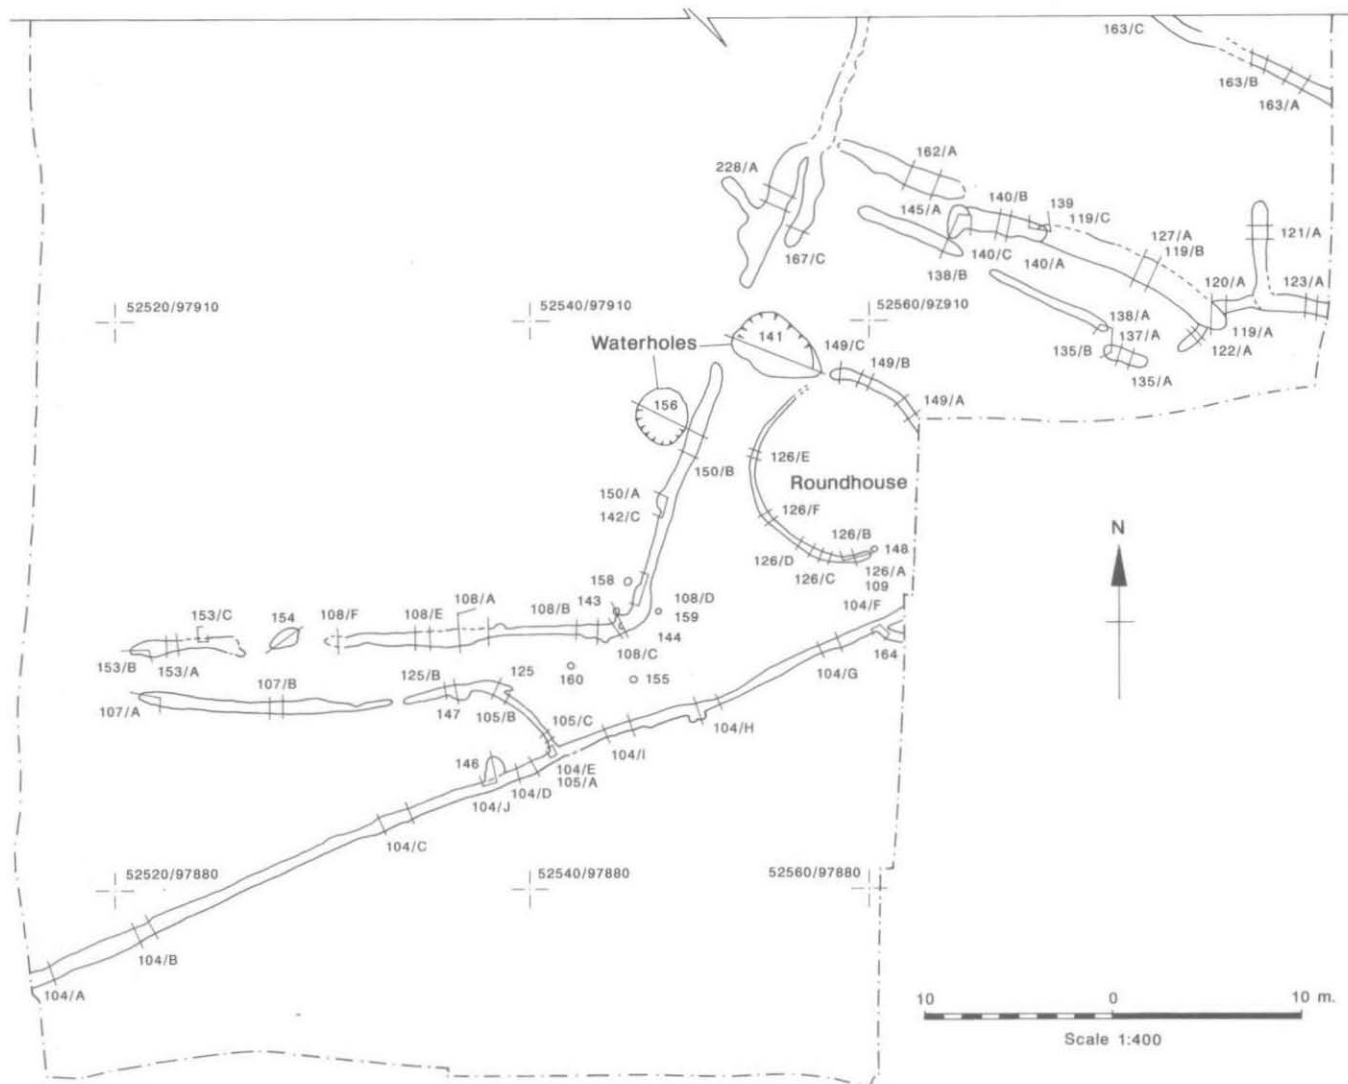 163/C
163/B
163/A
162/A
228/A
145/A
140/B
139
119/C
127/A
119/B
121/A
167/C
138/B
140/C
140/A
120/A
123/A
52520/97910
52540/97910
52560/97910
119/A
138/A
137/A
122/A
135/B
135/A
Waterholes
141
149/C
149/B
149/A
156
150/B
126/E
Roundhouse
150/A
142/C
126/F
126/B
148
126/D
126/C
126/A
109
N
158
143
108/D
159
144
104/F
153/C
154
108/F
108/E
108/A
108/B
108/C
164
153/B
153/A
125/B
125
160
155
104/G
107/B
107/A
147
105/B
105/C
104/H
104/I
146
104/E
105/A
104/D
104/J
104/C
52520/97880
52540/97880
52560/97880
104/B
104/A
10 0 10 m.
Scale 1:400